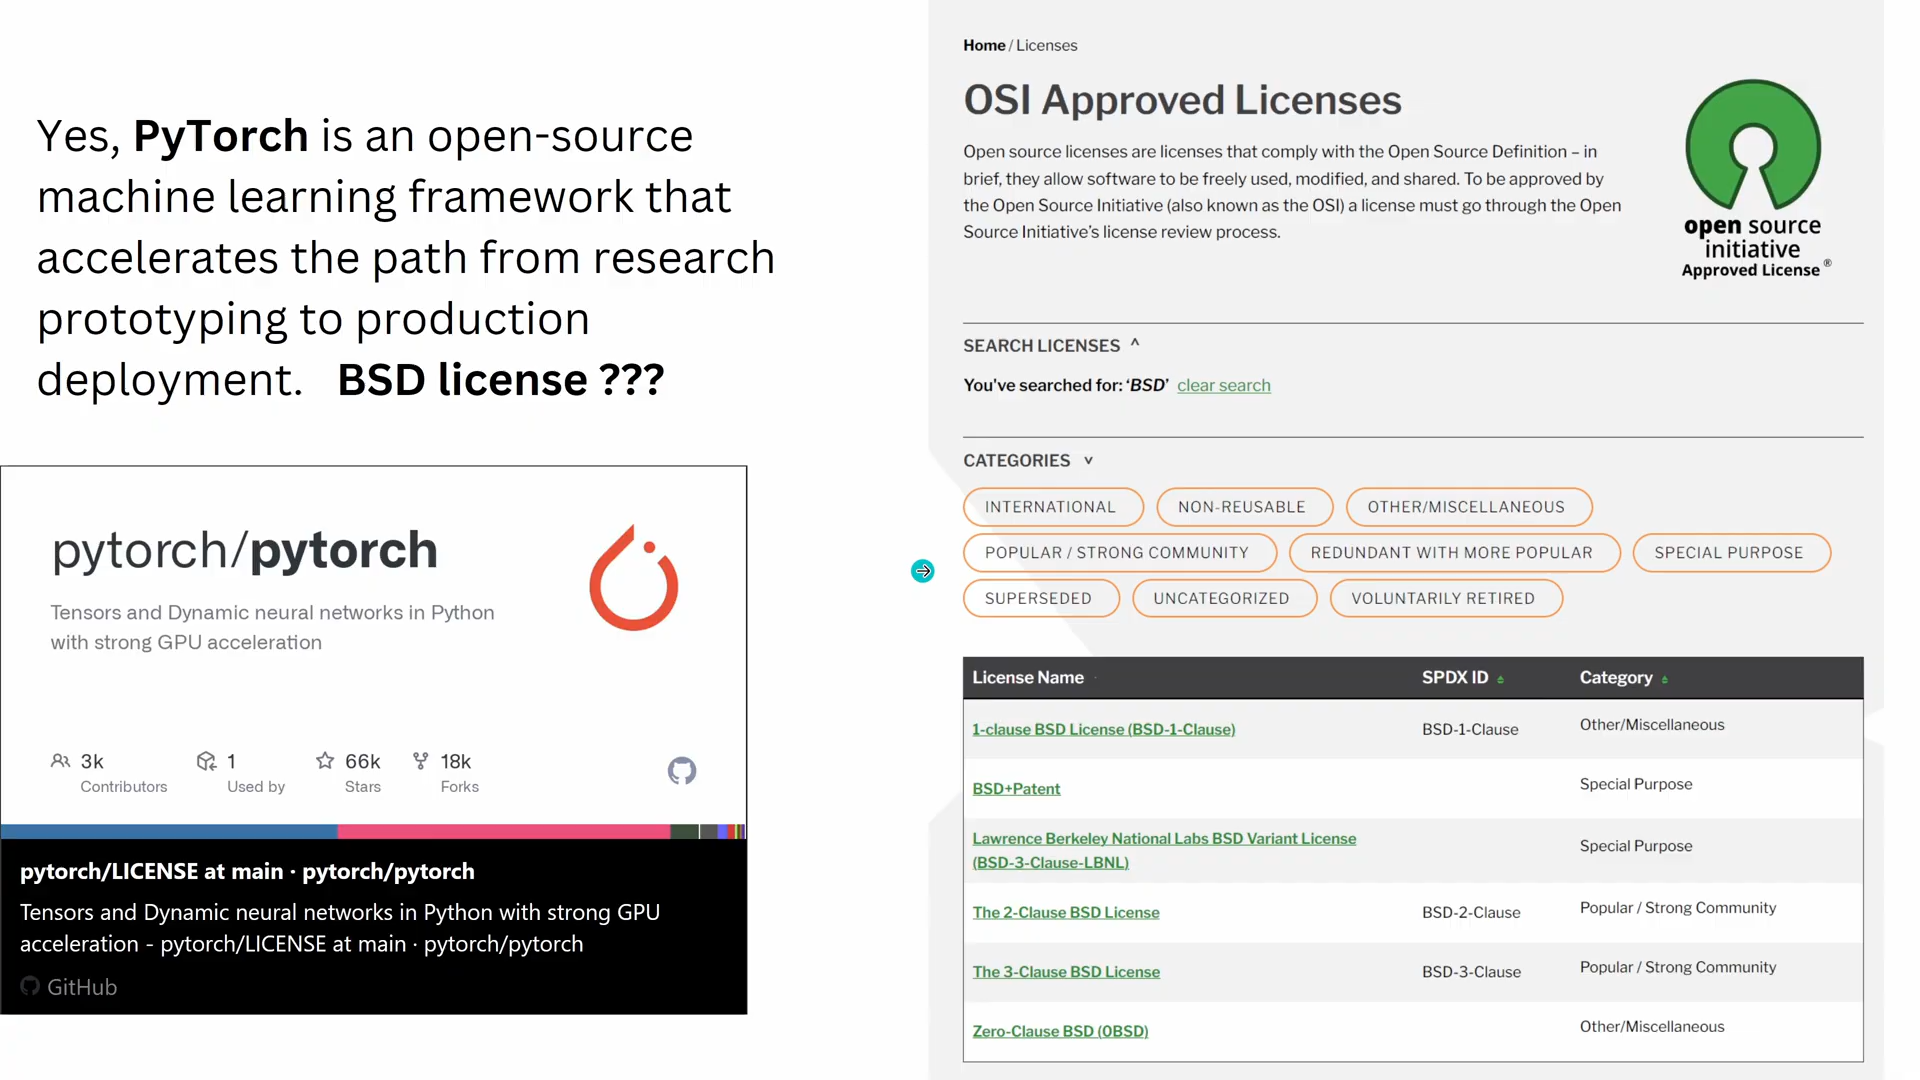 Yes, PyTorch is an open-source
machine learning framework that
accelerates the path from research
prototyping to production
deployment. BSD license ???
pytorch/pytorch
Tensors and Dynamic neural networks in Python
with strong GPU acceleration
3k
Contributors
1
Used by
66k
Stars
18k
Forks
pytorch/LICENSE at main · pytorch/pytorch
Tensors and Dynamic neural networks in Python with strong GPU
acceleration - pytorch/LICENSE at main · pytorch/pytorch
GitHub
Home / Licenses
OSI Approved Licenses
Open source licenses are licenses that comply with the Open Source Definition – in
brief, they allow software to be freely used, modified, and shared. To be approved by
the Open Source Initiative (also known as the OSI) a license must go through the Open
Source Initiative’s license review process.
open source
initiative
Approved License ®
SEARCH LICENSES ^
You've searched for: ‘BSD’ clear search
CATEGORIES v
INTERNATIONAL NON-REUSABLE OTHER/MISCELLANEOUS
POPULAR / STRONG COMMUNITY REDUNDANT WITH MORE POPULAR SPECIAL PURPOSE
SUPERSEDED UNCATEGORIZED VOLUNTARILY RETIRED
License Name SPDX ID Category
1-clause BSD License (BSD-1-Clause) BSD-1-Clause Other/Miscellaneous
BSD+Patent Special Purpose
Lawrence Berkeley National Labs BSD Variant License
(BSD-3-Clause-LBNL) Special Purpose
The 2-Clause BSD License BSD-2-Clause Popular / Strong Community
The 3-Clause BSD License BSD-3-Clause Popular / Strong Community
Zero-Clause BSD (0BSD) Other/Miscellaneous